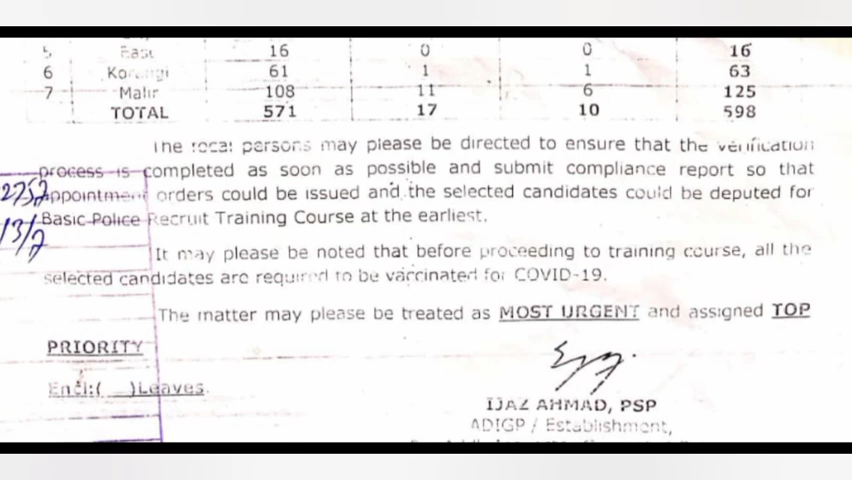 5 East 16 0 0 16
6 Korangi 61 1 1 63
7 Malir 108 11 6 125
TOTAL 571 17 10 598
The focal persons may please be directed to ensure that the verification
process is completed as soon as possible and submit compliance report so that
appointment orders could be issued and the selected candidates could be deputed for
Basic Police Recruit Training Course at the earliest.
It may please be noted that before proceeding to training course, all the
selected candidates are required to be vaccinated for COVID-19.
The matter may please be treated as MOST URGENT and assigned TOP
PRIORITY
Encl:( )Leaves.
IJAZ AHMAD, PSP
ADIGP / Establishment,